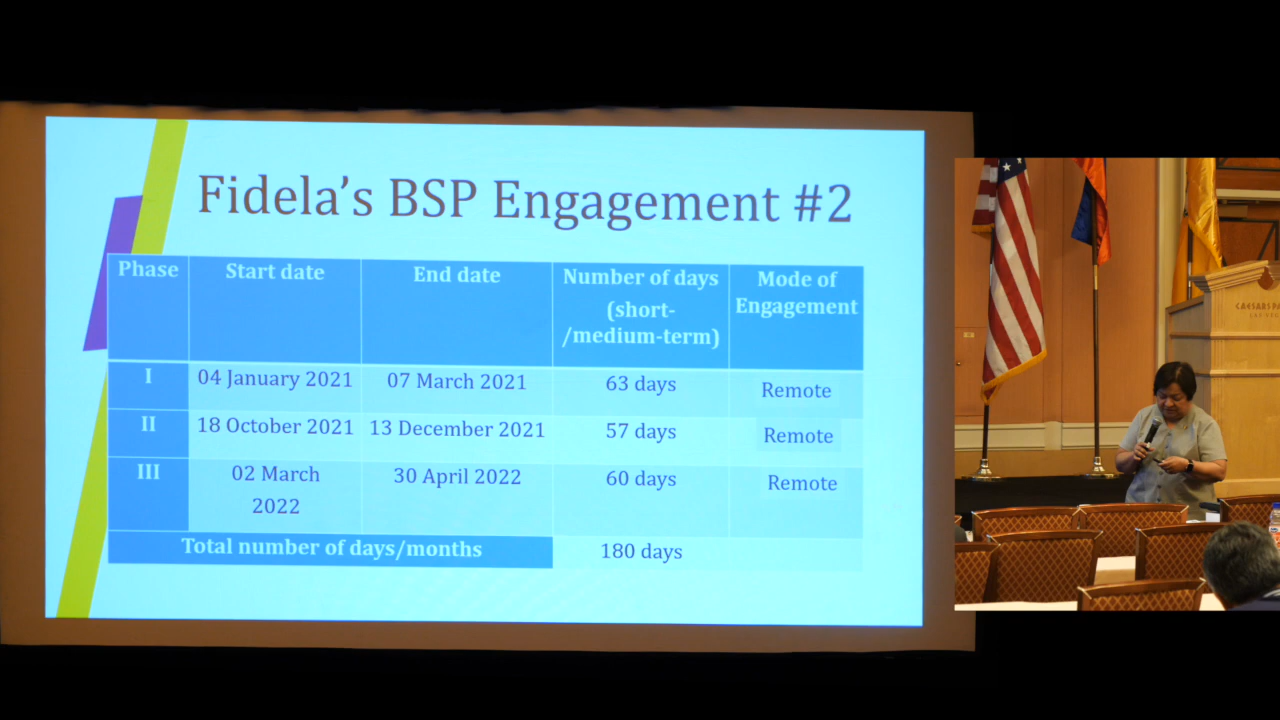 Fidela's BSP Engagement #2
Phase Start date End date Number of days (short-/medium-term) Mode of Engagement
I 04 January 2021 07 March 2021 63 days Remote
II 18 October 2021 13 December 2021 57 days Remote
III 02 March 2022 30 April 2022 60 days Remote
Total number of days/months 180 days
CAESARS